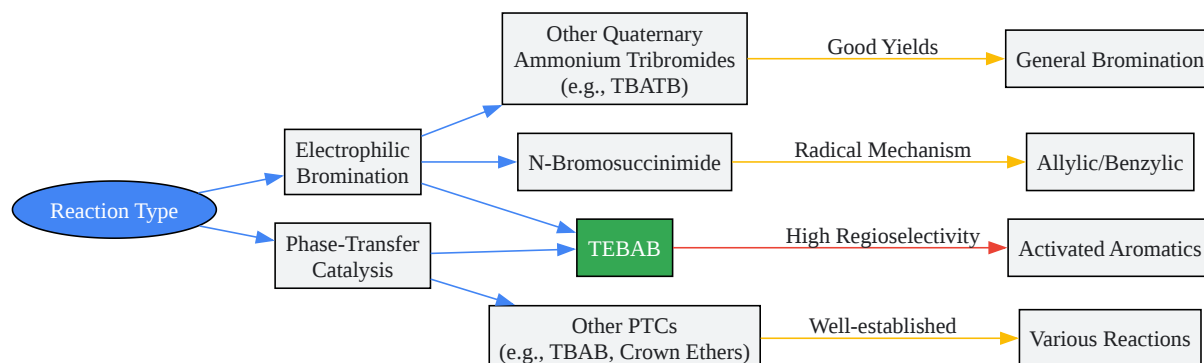 Reaction Type
Electrophilic
Bromination
Phase-Transfer
Catalysis
Other Quaternary
Ammonium Tribromides
(e.g., TBATB)
Good Yields
General Bromination
N-Bromosuccinimide
Radical Mechanism
Allylic/Benzylic
TEBAB
High Regioselectivity
Activated Aromatics
Other PTCs
(e.g., TBAB, Crown Ethers)
Well-established
Various Reactions